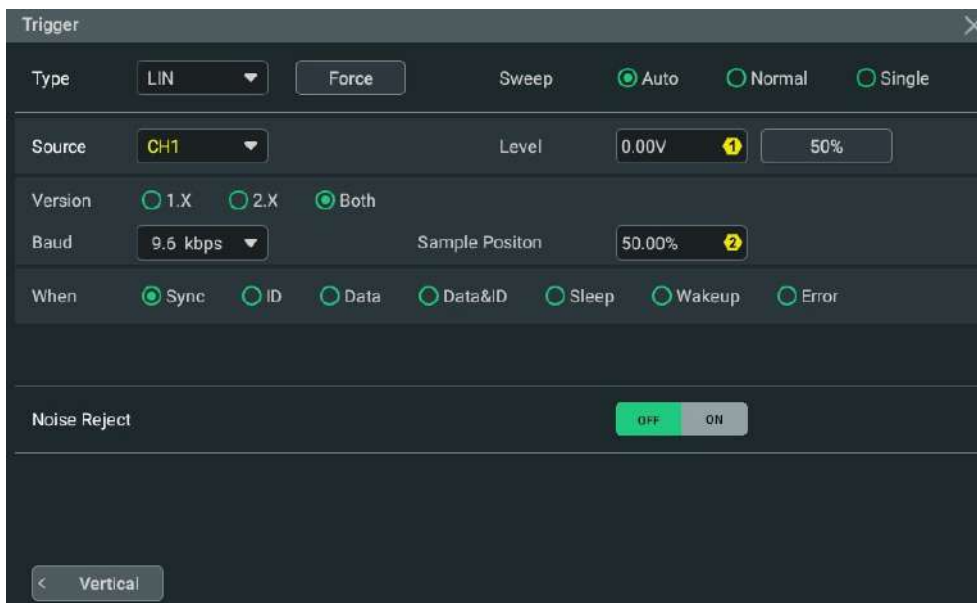 Trigger
Type LIN Force Sweep Auto Normal Single
Source CH1 Level 0.00V 1 50%
Version 1.X 2.X Both
Baud 9.6 kbps Sample Positon 50.00% 2
When Sync ID Data Data&ID Sleep Wakeup Error
Noise Reject OFF ON
< Vertical